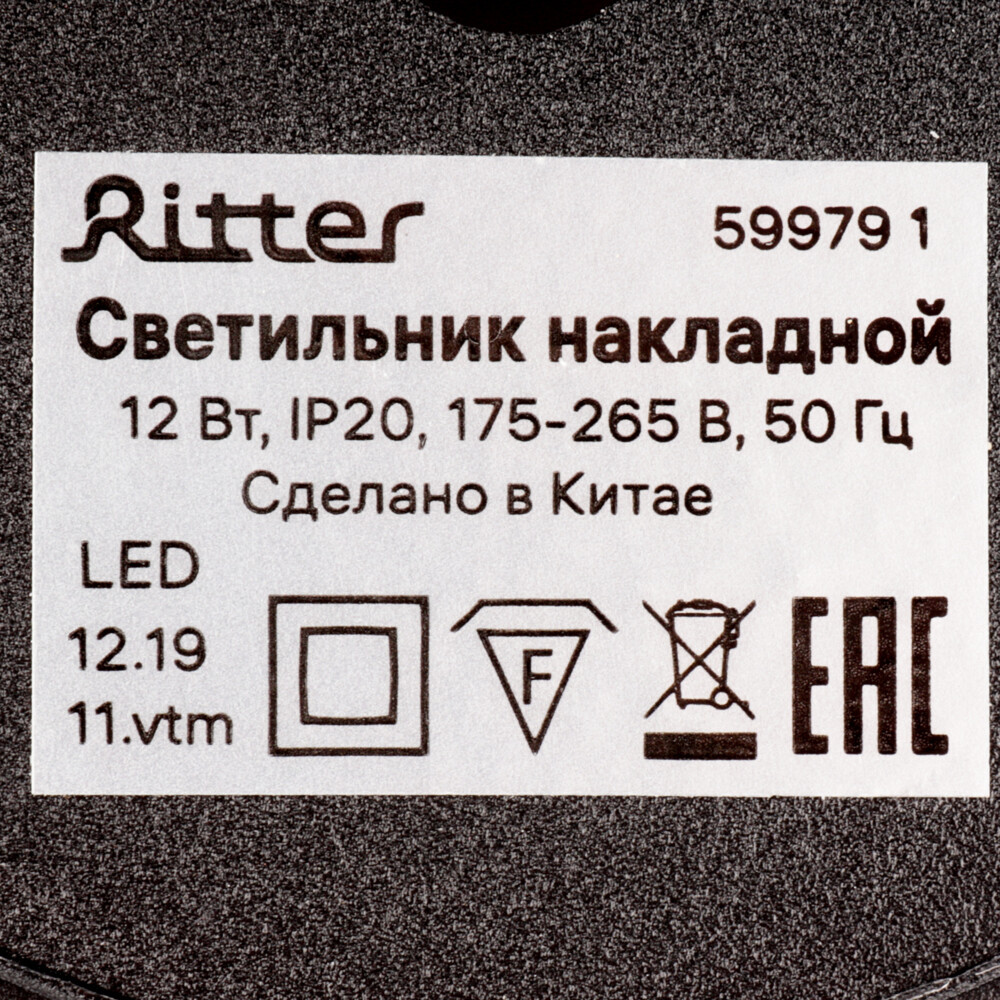 Ritter
59979 1
Светильник накладной
12 Вт, IP20, 175-265 В, 50 Гц
Сделано в Китае
LED
12.19
11.vtm
F
EAC